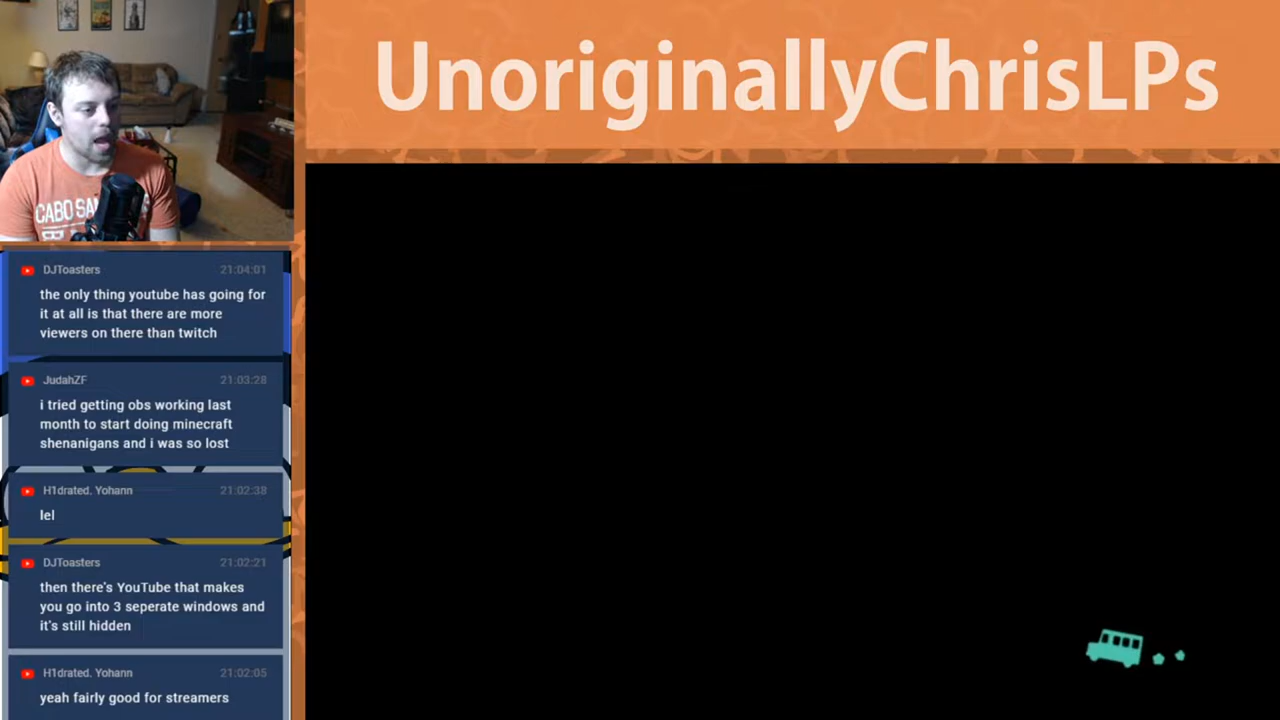 UnoriginallyChrisLPs
CABO SA
DJToasters 21:04:01
the only thing youtube has going for
it at all is that there are more
viewers on there than twitch
JudahZF 21:03:28
i tried getting obs working last
month to start doing minecraft
shenanigans and i was so lost
H1drated. Yohann 21:02:38
lel
DJToasters 21:02:21
then there's YouTube that makes
you go into 3 seperate windows and
it's still hidden
H1drated. Yohann 21:02:05
yeah fairly good for streamers